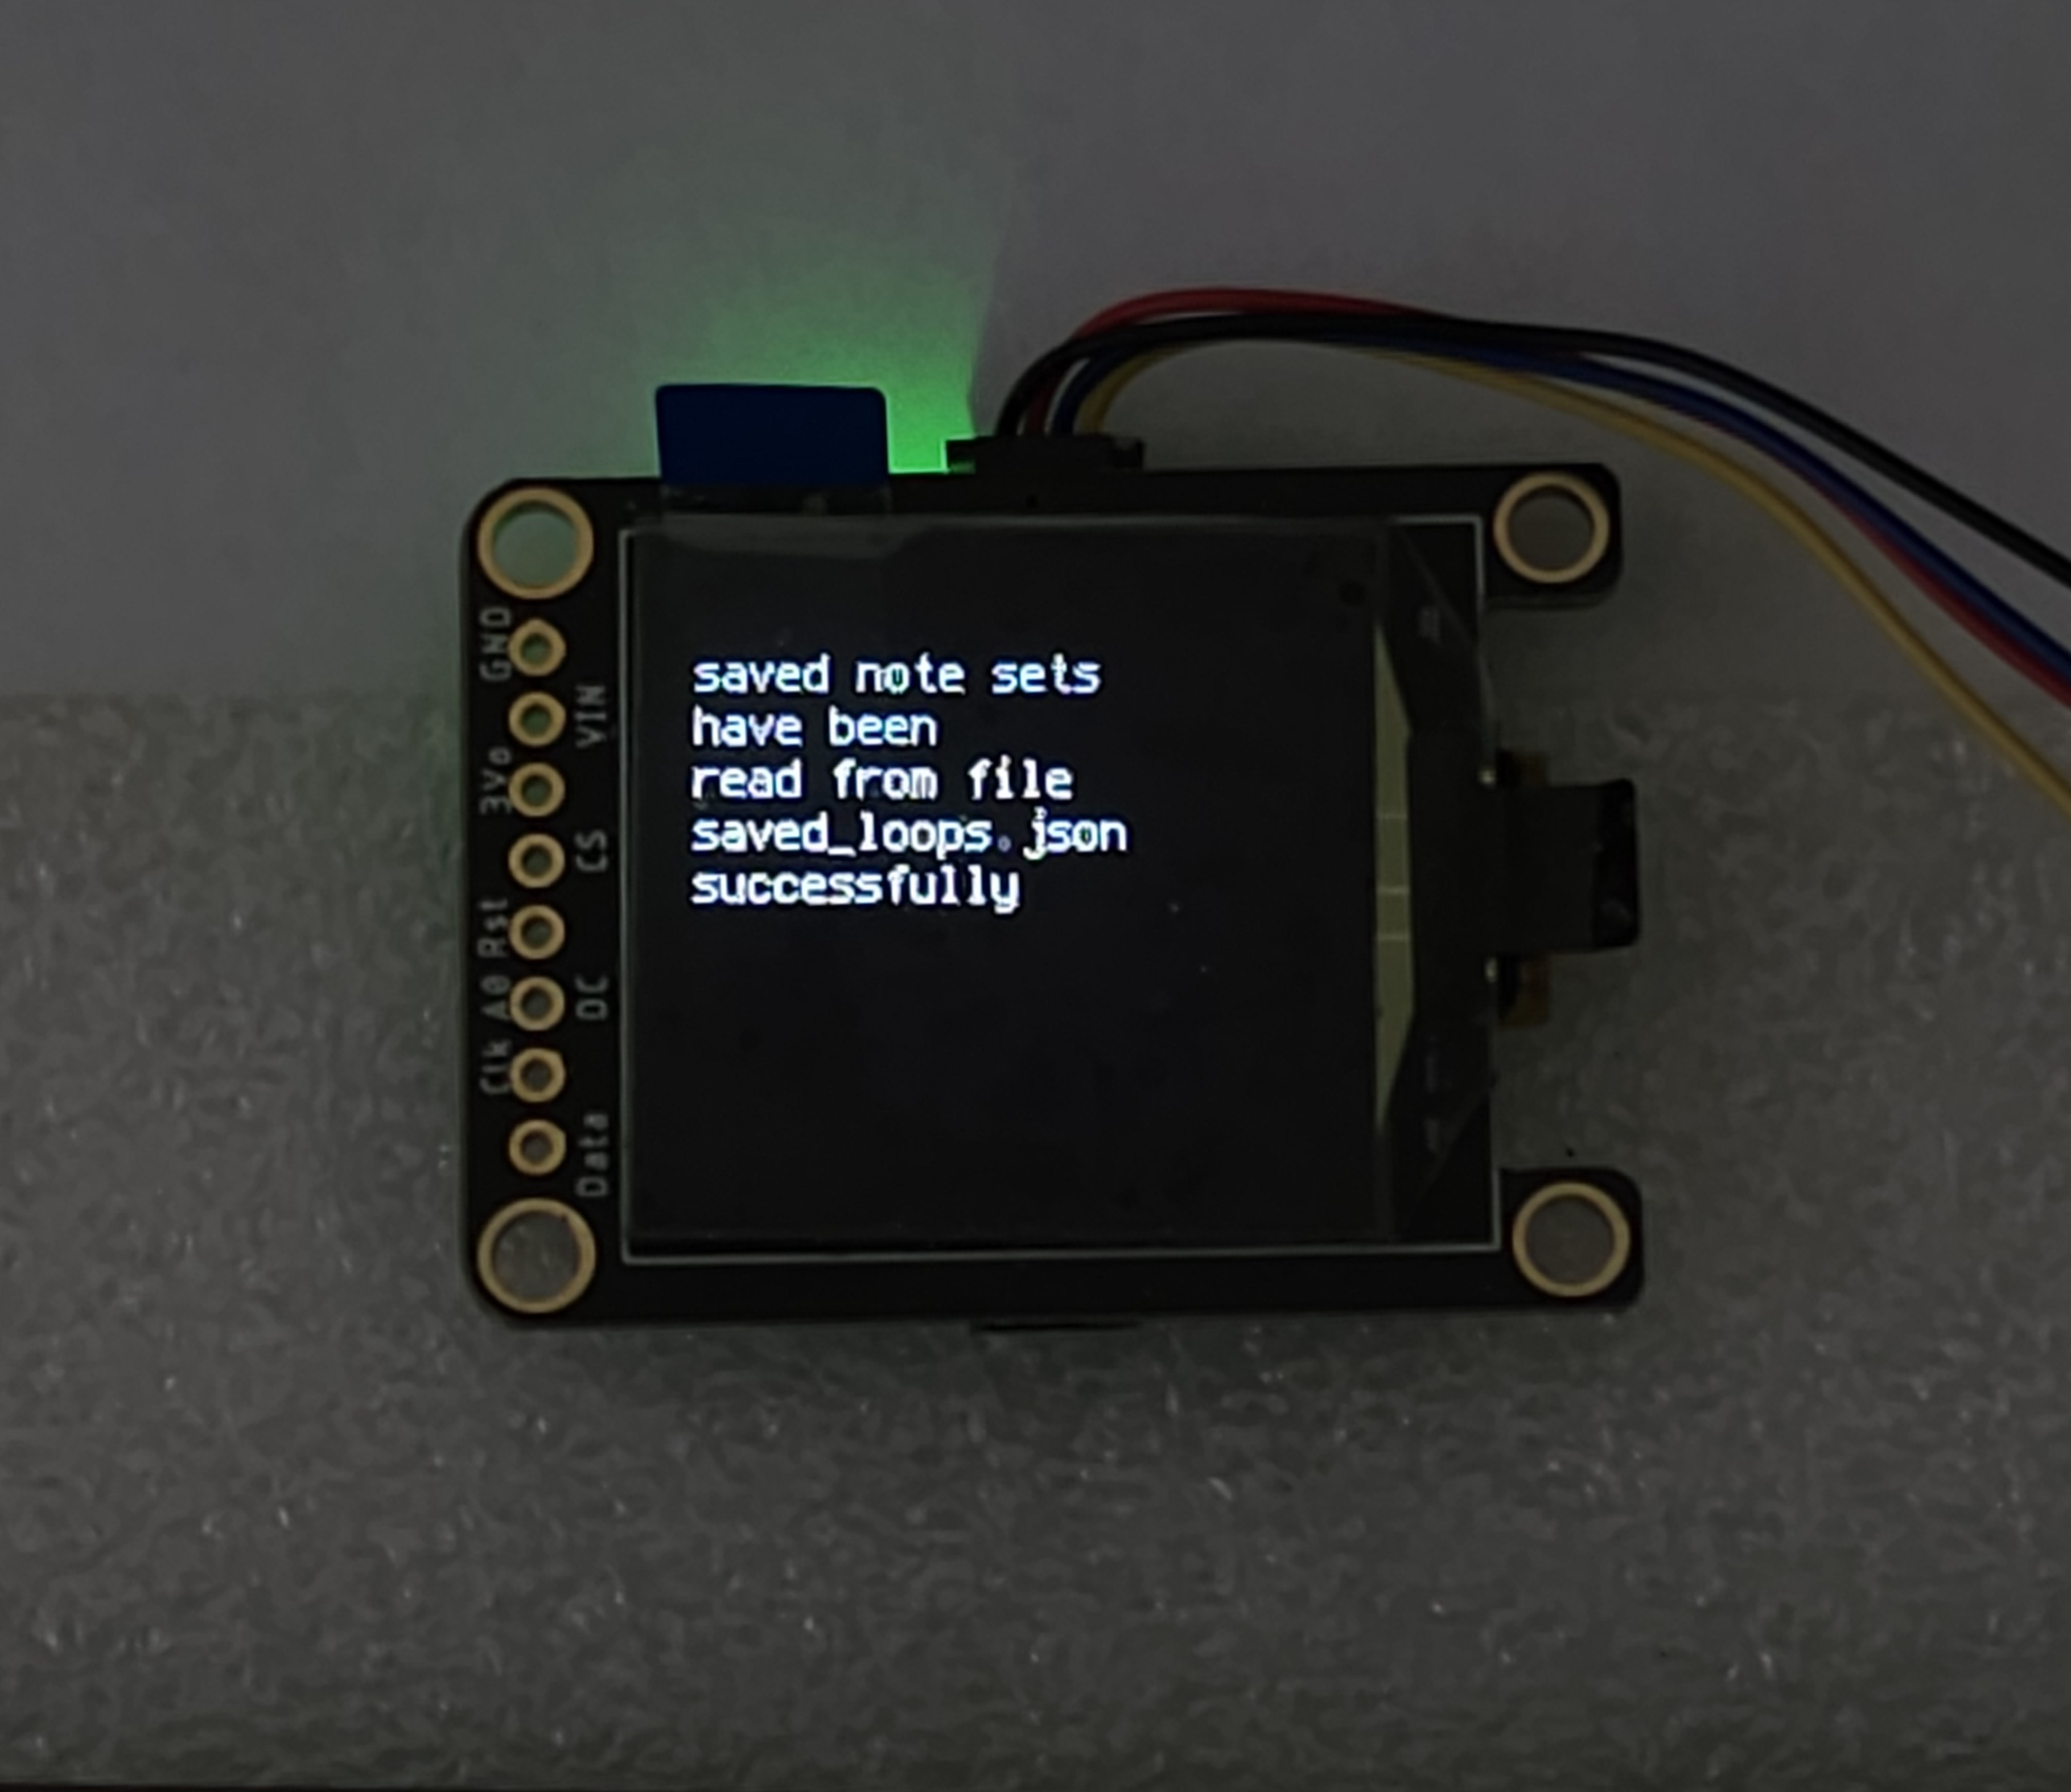 saved note sets
have been
read from file
saved_loops.json
successfully
GND
VIN
3Vo
CS
Rst
DC
A0
Clk
Data